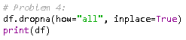 # Problem 4:
df.dropna(how="all", inplace=True)
print(df)